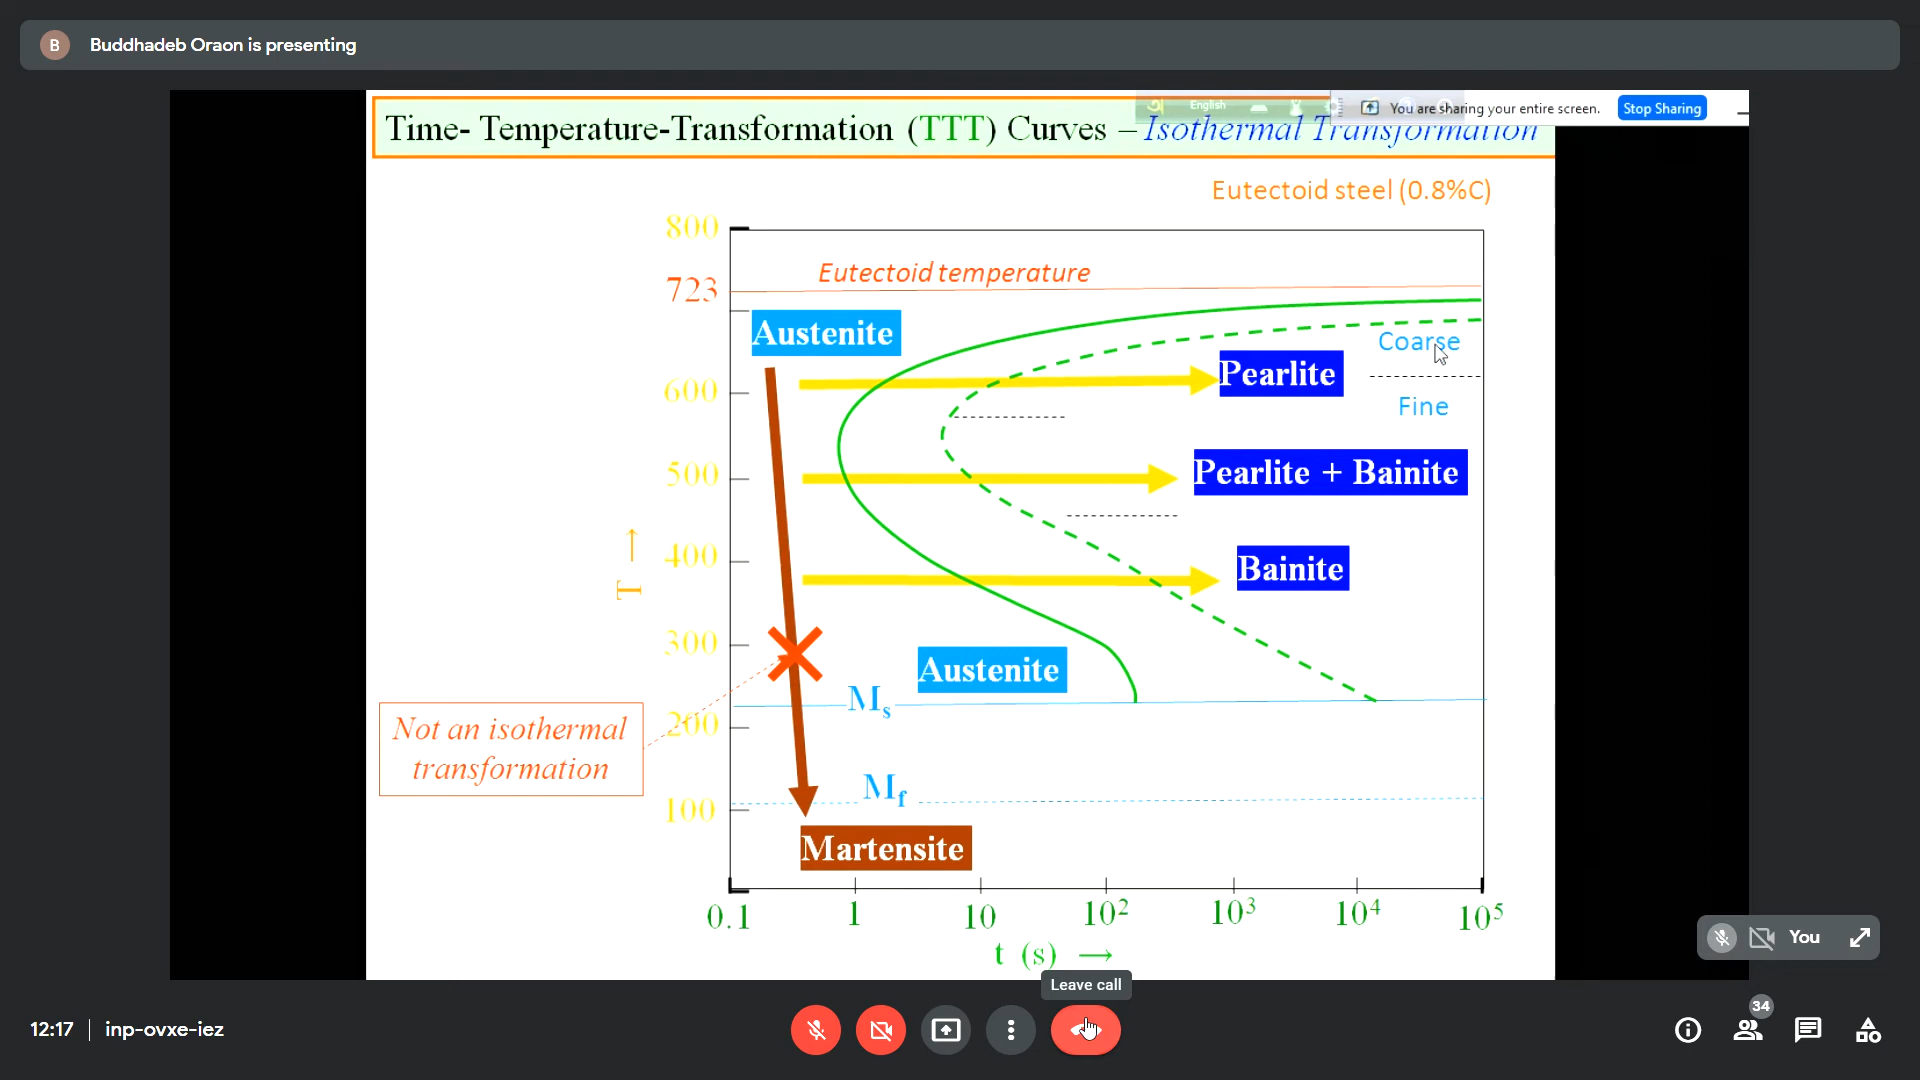 B Buddhadeb Oraon is presenting
English
You are sharing your entire screen. Stop Sharing
Time- Temperature-Transformation (TTT) Curves – Isothermal Transformation
Eutectoid steel (0.8%C)
800
Eutectoid temperature
723
Austenite
Coarse
Pearlite
600
Fine
500
Pearlite + Bainite
T →
400
Bainite
300
Austenite
Ms
Not an isothermal
transformation
200
Mf
100
Martensite
0.1 1 10 10² 10³ 10⁴ 10⁵
t (s) →
You
Leave call
12:17 | inp-ovxe-iez
34